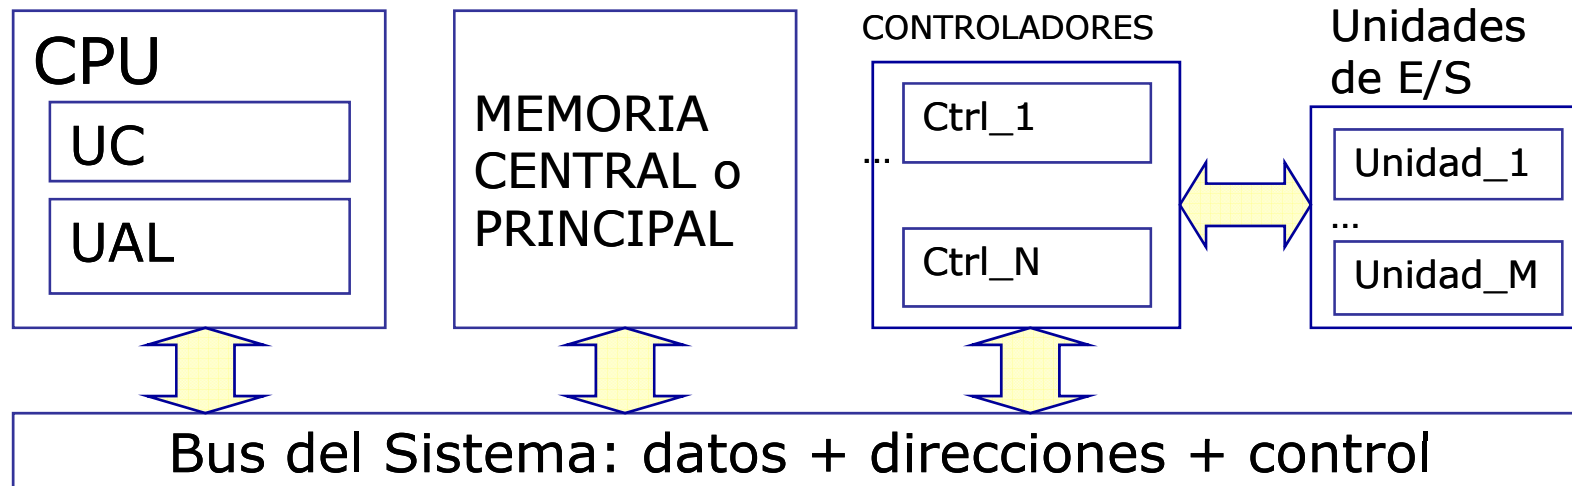 CPU
UC
UAL
MEMORIA
CENTRAL o
PRINCIPAL
CONTROLADORES
Ctrl_1
...
Ctrl_N
Unidades
de E/S
Unidad_1
...
Unidad_M
Bus del Sistema: datos + direcciones + control